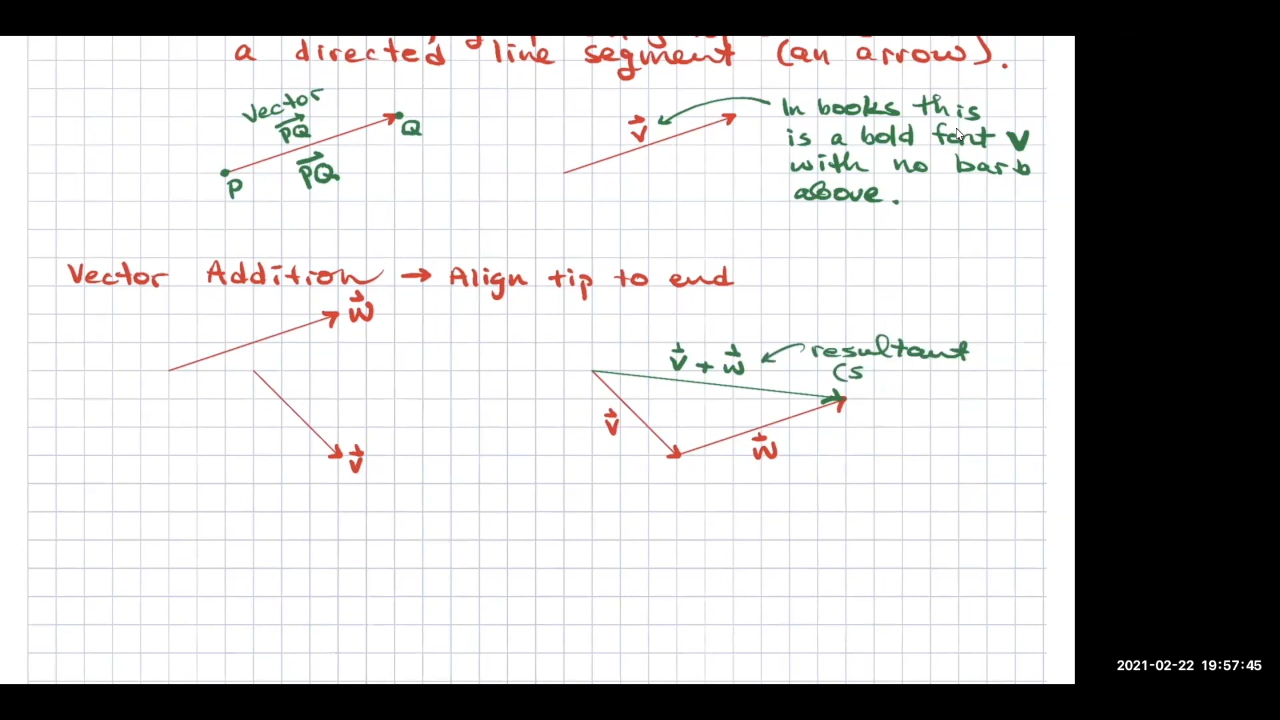 a directed line segment (an arrow).
Vector
PQ
PQ
P
Q
v
In books this
is a bold font v
with no barb
above.
Vector Addition → Align tip to end
w
v
v + w
resultant
(s
v
w
2021-02-22 19:57:45